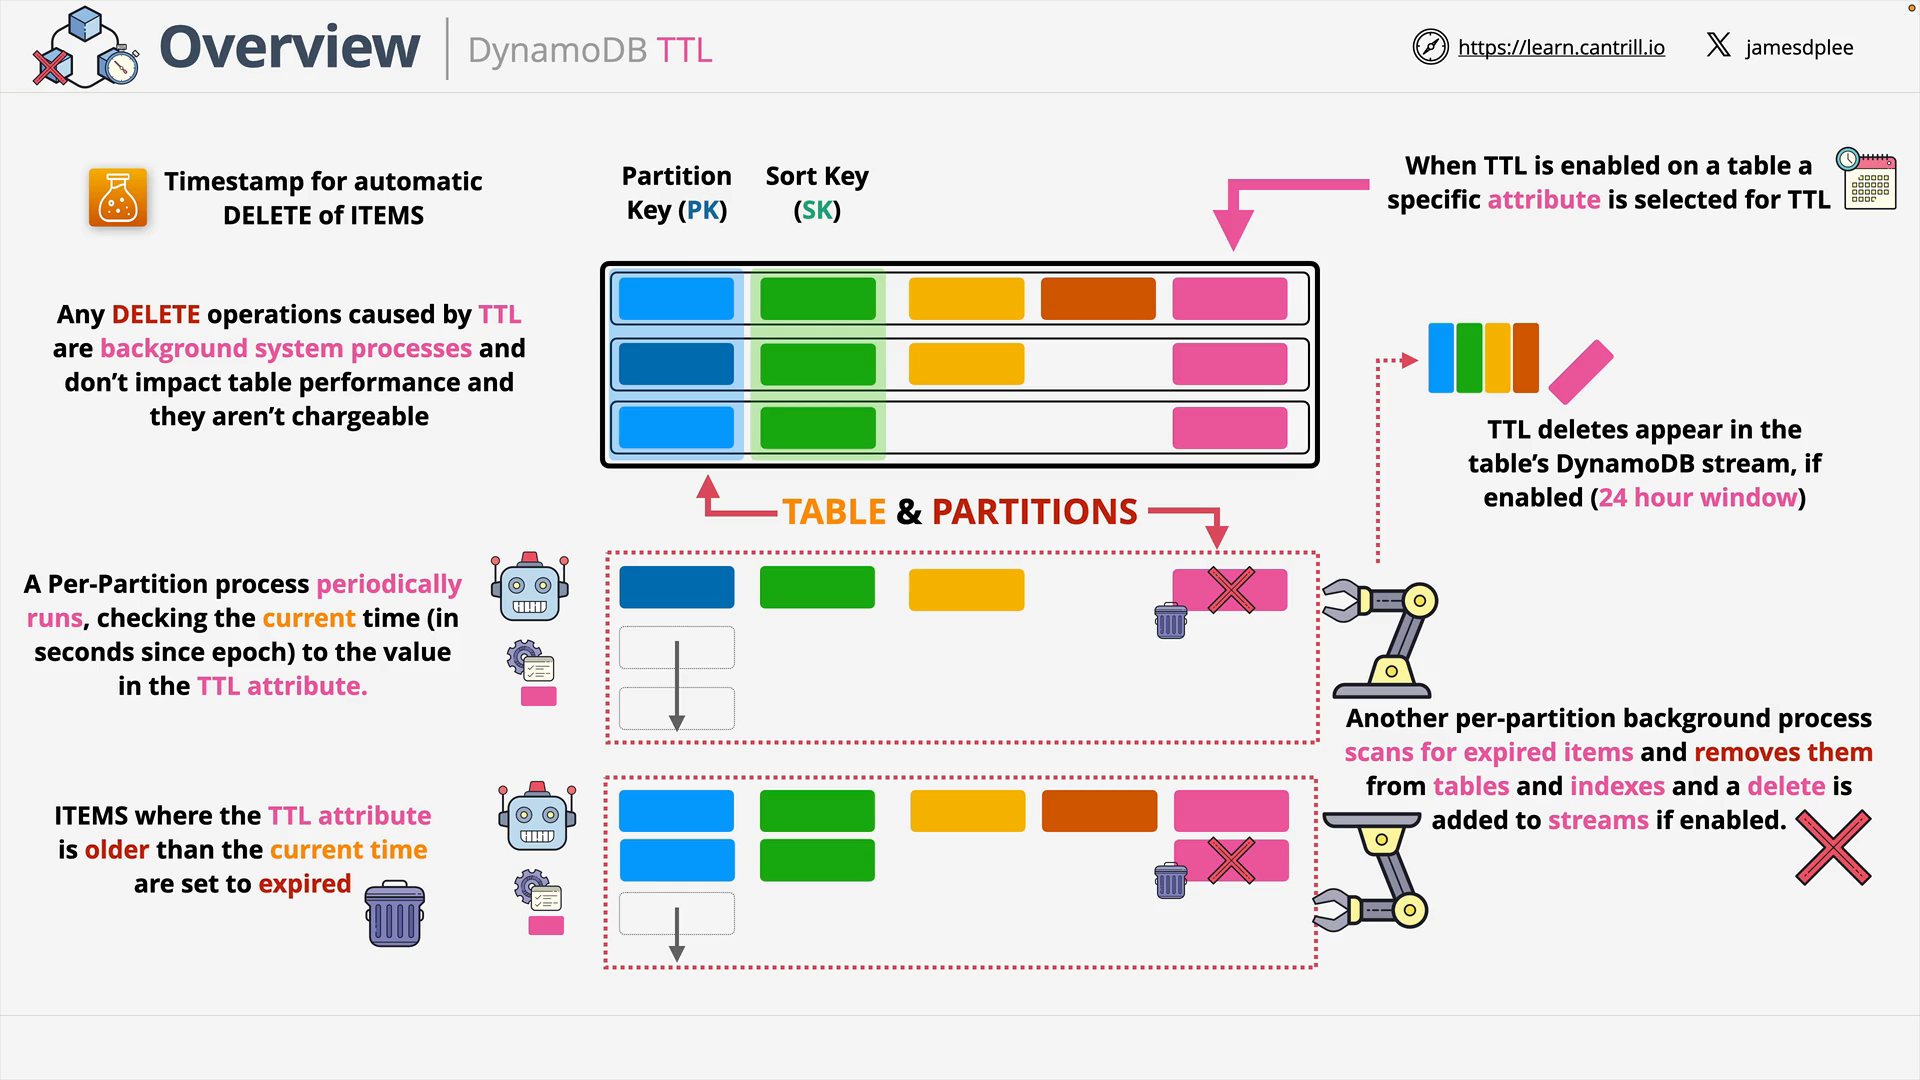 Overview
DynamoDB TTL
https://learn.cantrill.io
jamesdplee
Timestamp for automatic
DELETE of ITEMS
Partition
Key (PK)
Sort Key
(SK)
When TTL is enabled on a table a
specific attribute is selected for TTL
Any DELETE operations caused by TTL
are background system processes and
don’t impact table performance and
they aren’t chargeable
TTL deletes appear in the
table’s DynamoDB stream, if
enabled (24 hour window)
TABLE & PARTITIONS
A Per-Partition process periodically
runs, checking the current time (in
seconds since epoch) to the value
in the TTL attribute.
Another per-partition background process
scans for expired items and removes them
from tables and indexes and a delete is
added to streams if enabled.
ITEMS where the TTL attribute
is older than the current time
are set to expired